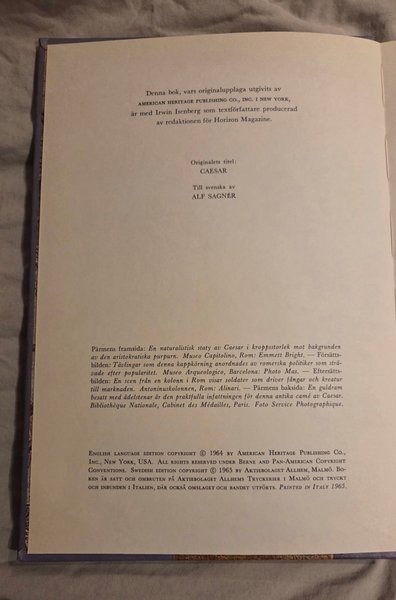 Denna bok, vars originalupplaga utgivits av
AMERICAN HERITAGE PUBLISHING CO., INC. I NEW YORK,
är med Irwin Isenberg som textförfattare producerad
av redaktionen för Horizon Magazine.
Originalets titel:
CAESAR
Till svenska av
ALF SAGNÉR
Pärmens framsida: En naturalistisk staty av Caesar i kroppsstorlek mot bakgrunden
av den aristokratiska purpurn. Museo Capitolino, Rom: Emmett Bright. — Försätts-
bilden: Tävlingar som denna kappkörning anordnades av romerska politiker som strä-
vade efter popularitet. Museo Arqueologico, Barcelona: Photo Mas. — Eftersätts-
bilden: En scen från en kolonn i Rom visar soldater som driver fångar och kreatur
till marknaden. Antoninuskolonnen, Rom: Alinari. — Pärmens baksida: En guldram
besatt med ädelstenar är den praktfulla infattningen för denna antika camé av Caesar.
Bibliothèque Nationale, Cabinet des Médailles, Paris. Foto Service Photographique.
ENGLISH LANGUAGE EDITION COPYRIGHT © 1964 BY AMERICAN HERITAGE PUBLISHING CO.,
INC., NEW YORK, USA. ALL RIGHTS RESERVED UNDER BERNE AND PAN-AMERICAN COPYRIGHT
CONVENTIONS. SWEDISH EDITION COPYRIGHT © 1965 BY AKTIEBOLAGET ALLHEM, MALMÖ. BO-
KEN ÄR SATT OCH OMBRUTEN PÅ AKTIEBOLAGET ALLHEMS TRYCKERIER I MALMÖ OCH TRYCKT
OCH INBUNDEN I ITALIEN, DÄR OCKSÅ OMSLAGET OCH BANDET UTFÖRTS. PRINTED IN ITALY 1965.